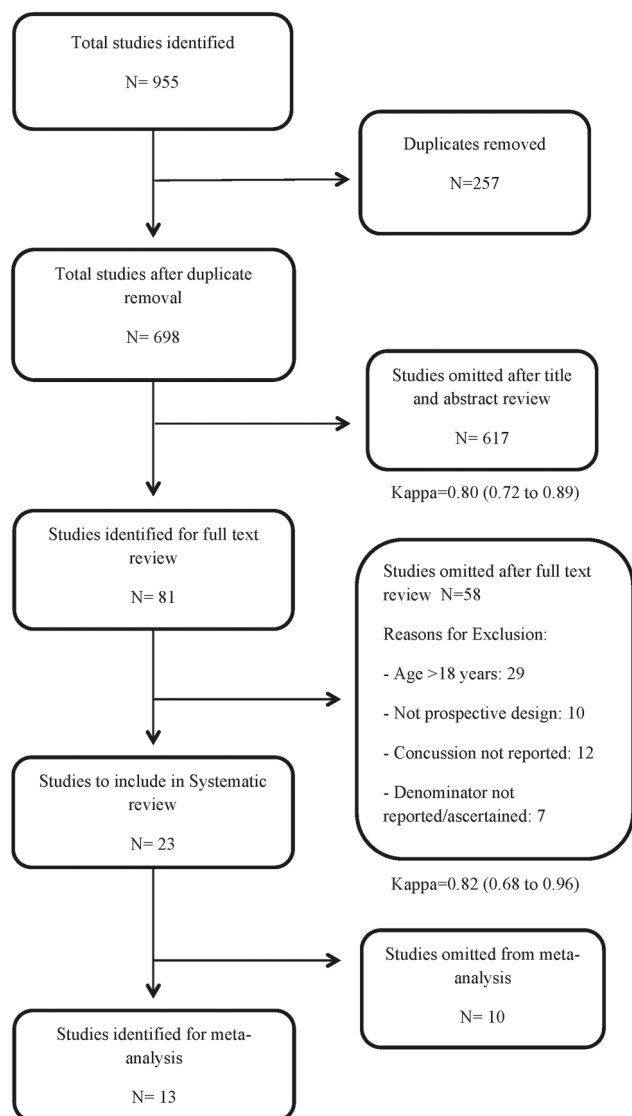 Total studies identified
N= 955
Duplicates removed
N=257
Total studies after duplicate
removal
N= 698
Studies omitted after title
and abstract review
N= 617
Kappa=0.80 (0.72 to 0.89)
Studies identified for full text
review
N= 81
Studies omitted after full text
review N=58
Reasons for Exclusion:
- Age >18 years: 29
- Not prospective design: 10
- Concussion not reported: 12
- Denominator not
reported/ascertained: 7
Kappa=0.82 (0.68 to 0.96)
Studies to include in Systematic
review
N= 23
Studies omitted from meta-
analysis
N= 10
Studies identified for meta-
analysis
N= 13